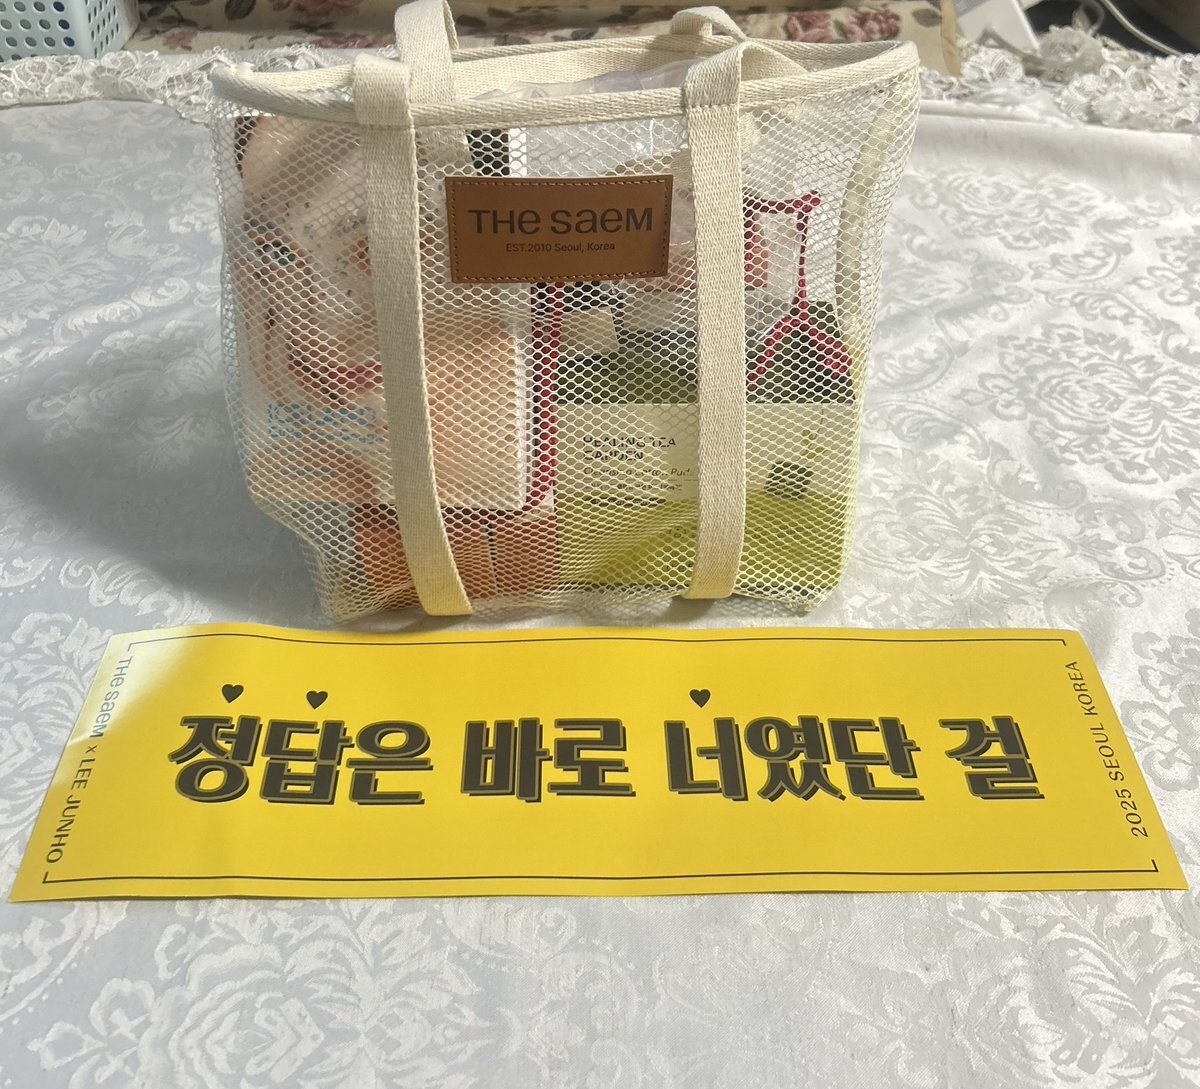 THE SAEM
EST.2010 Seoul, Korea
HEALING TEA
GARDEN
THE SAEM x LEE JUNHO
정답은 바로 너였단 걸
2025 SEOUL KOREA